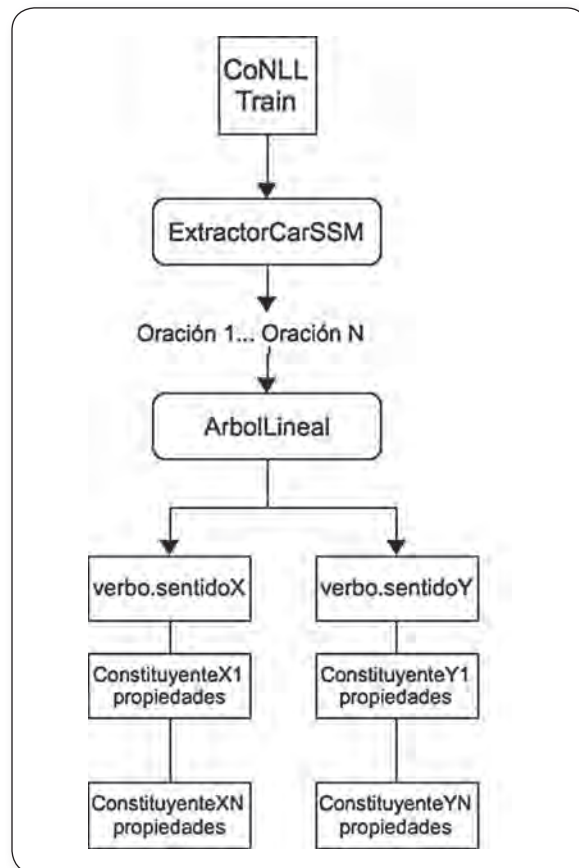 CoNLL
Train
ExtractorCarSSM
Oración 1... Oración N
ArbolLineal
verbo.sentidoX
verbo.sentidoY
ConstituyenteX1
propiedades
ConstituyenteY1
propiedades
ConstituyenteXN
propiedades
ConstituyenteYN
propiedades